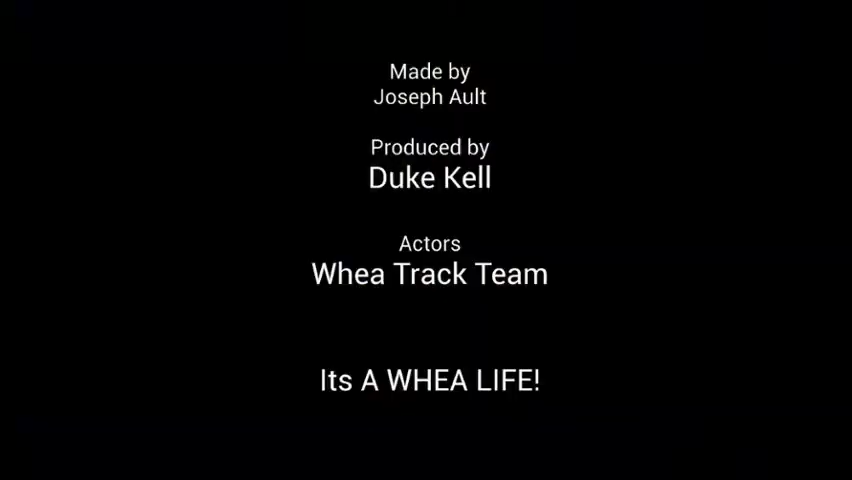 Made by
Joseph Ault
Produced by
Duke Kell
Actors
Whea Track Team
Its A WHEA LIFE!